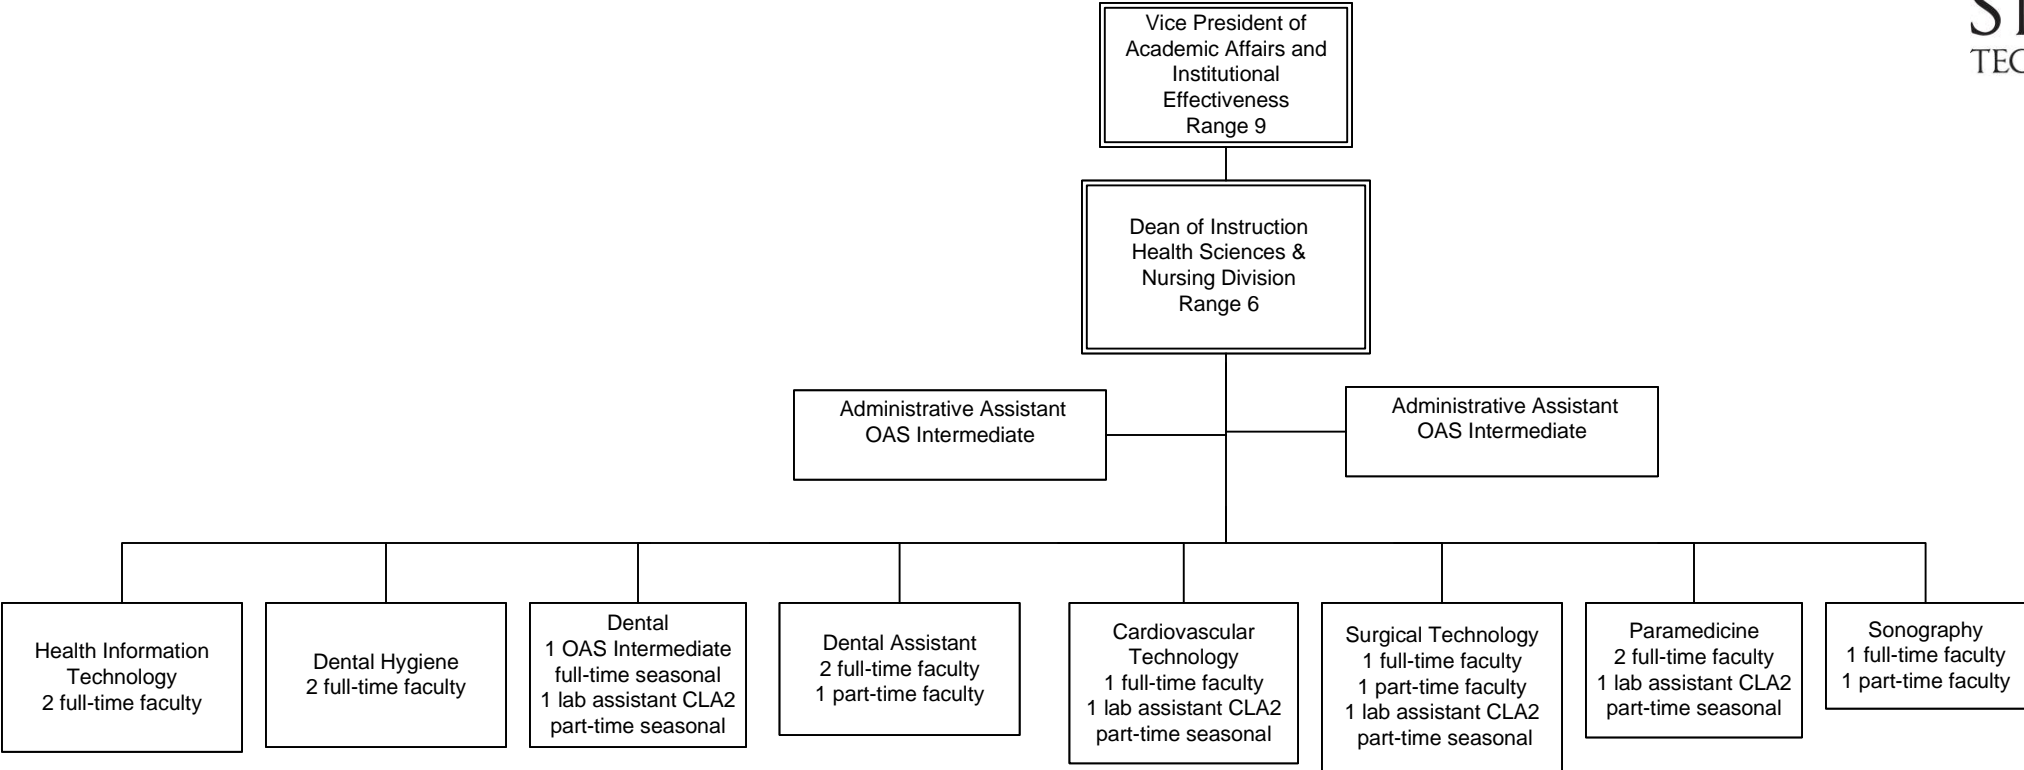 Vice President of
Academic Affairs and
Institutional
Effectiveness
Range 9
Dean of Instruction
Health Sciences &
Nursing Division
Range 6
Administrative Assistant
OAS Intermediate
Administrative Assistant
OAS Intermediate
Health Information
Technology
2 full-time faculty
Dental Hygiene
2 full-time faculty
Dental
1 OAS Intermediate
full-time seasonal
1 lab assistant CLA2
part-time seasonal
Dental Assistant
2 full-time faculty
1 part-time faculty
Cardiovascular
Technology
1 full-time faculty
1 lab assistant CLA2
part-time seasonal
Surgical Technology
1 full-time faculty
1 part-time faculty
1 lab assistant CLA2
part-time seasonal
Paramedicine
2 full-time faculty
1 lab assistant CLA2
part-time seasonal
Sonography
1 full-time faculty
1 part-time faculty